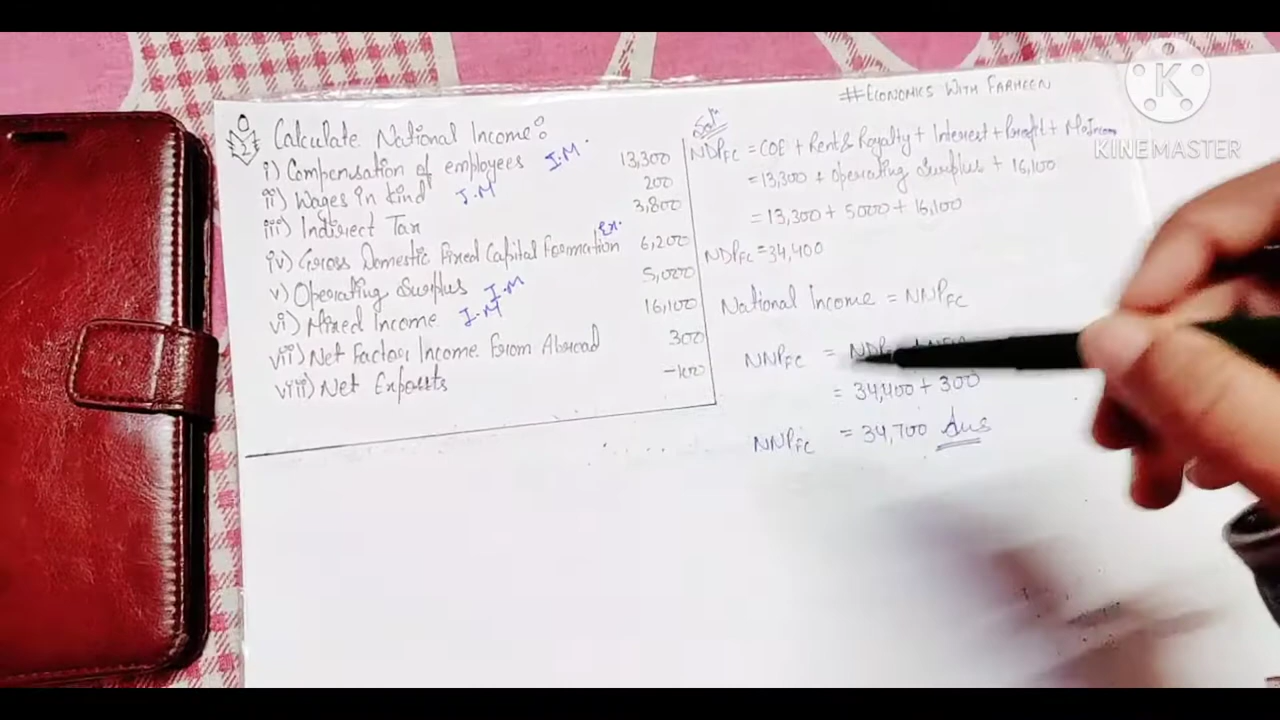 #ECONOMICS WITH FARHEEN
KINEMASTER
Q2
Calculate National Income:
i) Compensation of employees I.M. 13,300
ii) Wages in kind I.M 200
iii) Indirect Tax 3,800
iv) Gross Domestic Fixed Capital Formation Ex. 6,200
v) Operating Surplus I.M 5,000
vi) Mixed Income I.M 16,100
vii) Net Factor Income From Abroad 300
viii) Net Exports -100
Solⁿ
NDPFC = COE + Rent & Royalty + Interest + Profit +
= 13,300 + Operating Surplus + 16,100
= 13,300 + 5000 + 16,100
NDPFC = 34,400
National Income = NNPFC
NNPFC =
= 34,400 + 300
NNPFC = 34,700 Ans